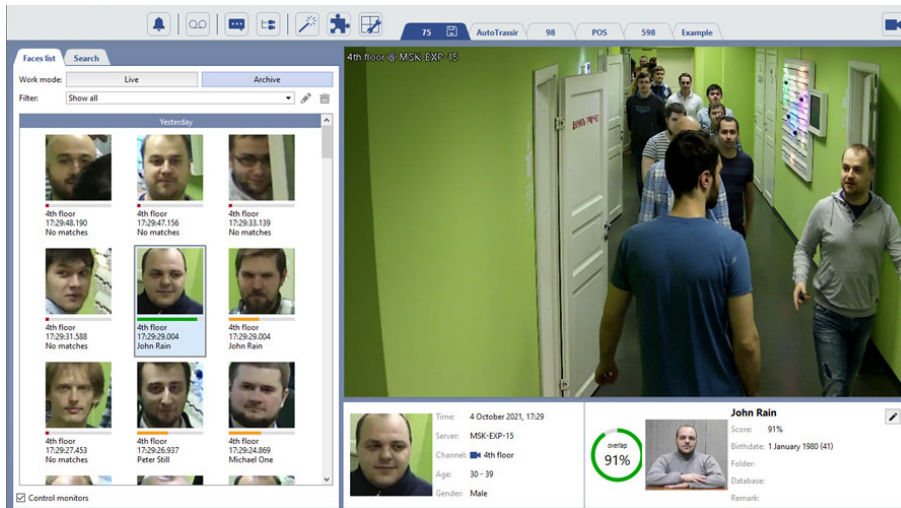 75
AutoTrassir
98
POS
598
Example
Faces list
Search
Work mode:
Live
Archive
Filter:
Show all
Yesterday
4th floor
17:29:48.190
No matches
4th floor
17:29:47.156
No matches
4th floor
17:29:33.139
No matches
4th floor
17:29:31.588
No matches
4th floor
17:29:29.004
John Rain
4th floor
17:29:29.004
John Rain
4th floor
17:29:27.453
No matches
4th floor
17:29:26.937
Peter Still
4th floor
17:29:24.869
Michael One
Control monitors
4th floor @ MSK-EXP-15
Time: 4 October 2021, 17:29
Server: MSK-EXP-15
Channel: 4th floor
Age: 30 - 39
Gender: Male
overlap
91%
John Rain
Score: 91%
Birthdate: 1 January 1980 (41)
Folder:
Database:
Remark: